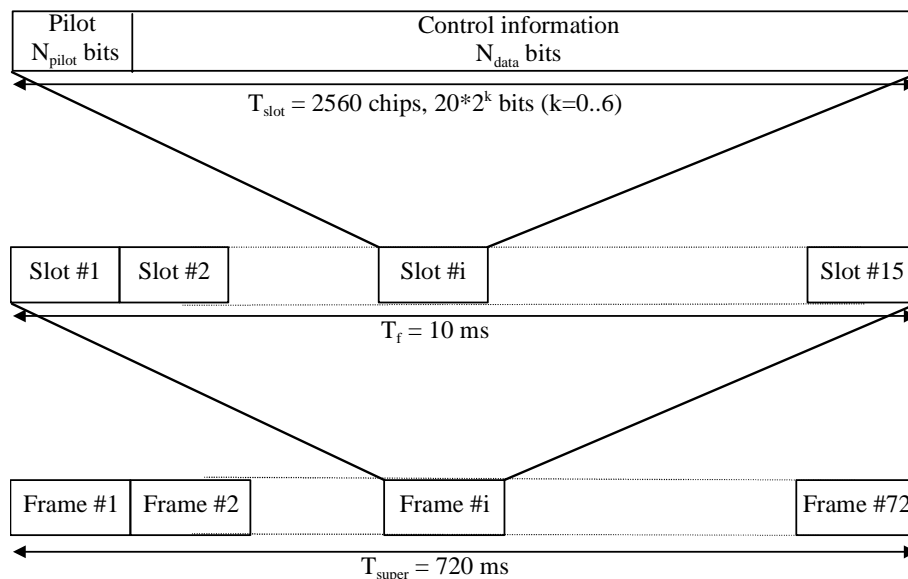 Pilot
N_pilot bits
Control information
N_data bits
T_slot = 2560 chips, 20*2^k bits (k=0..6)
Slot #1 Slot #2 Slot #i Slot #15
T_f = 10 ms
Frame #1 Frame #2 Frame #i Frame #72
T_super = 720 ms